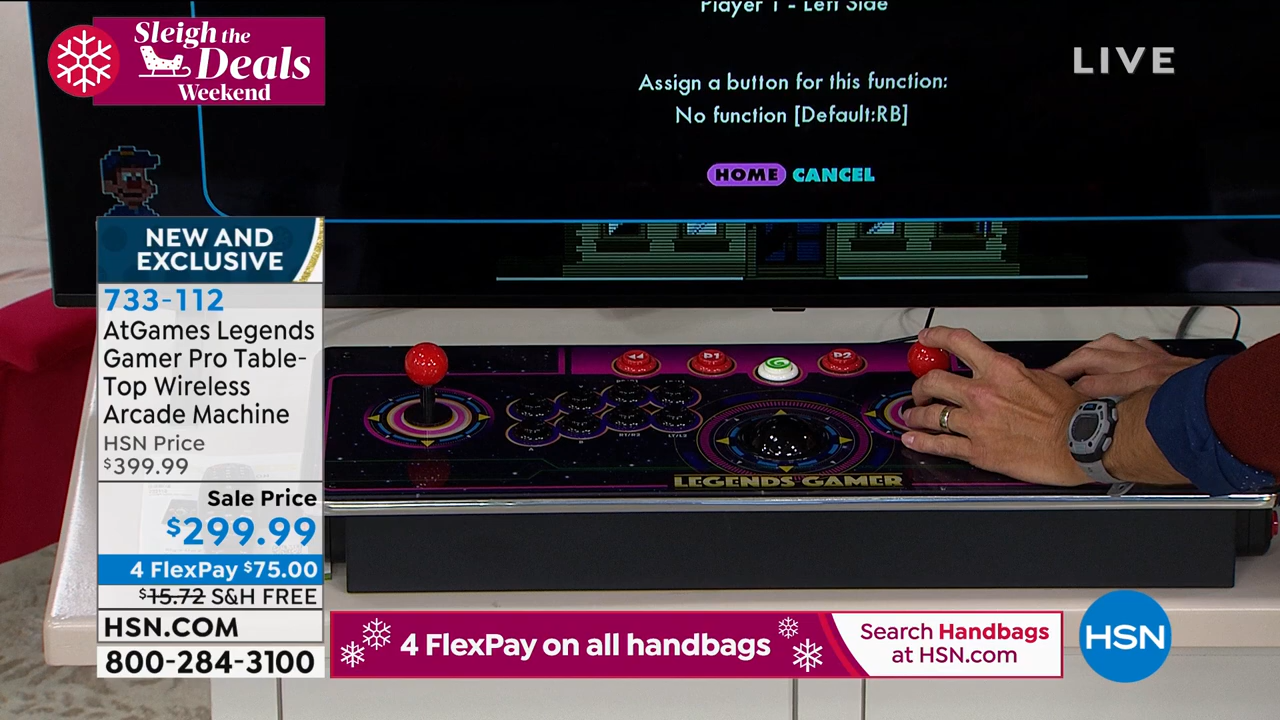 Sleigh the
Deals
Weekend
Player 1 - Left Side
LIVE
Assign a button for this function:
No function [Default:RB]
HOME CANCEL
NEW AND
EXCLUSIVE
733-112
AtGames Legends
Gamer Pro Table-
Top Wireless
Arcade Machine
HSN Price
$399.99
Sale Price
$299.99
4 FlexPay $75.00
$15.72 S&H FREE
HSN.COM
800-284-3100
P1
P2
LEGENDS GAMER
4 FlexPay on all handbags
Search Handbags
at HSN.com
HSN